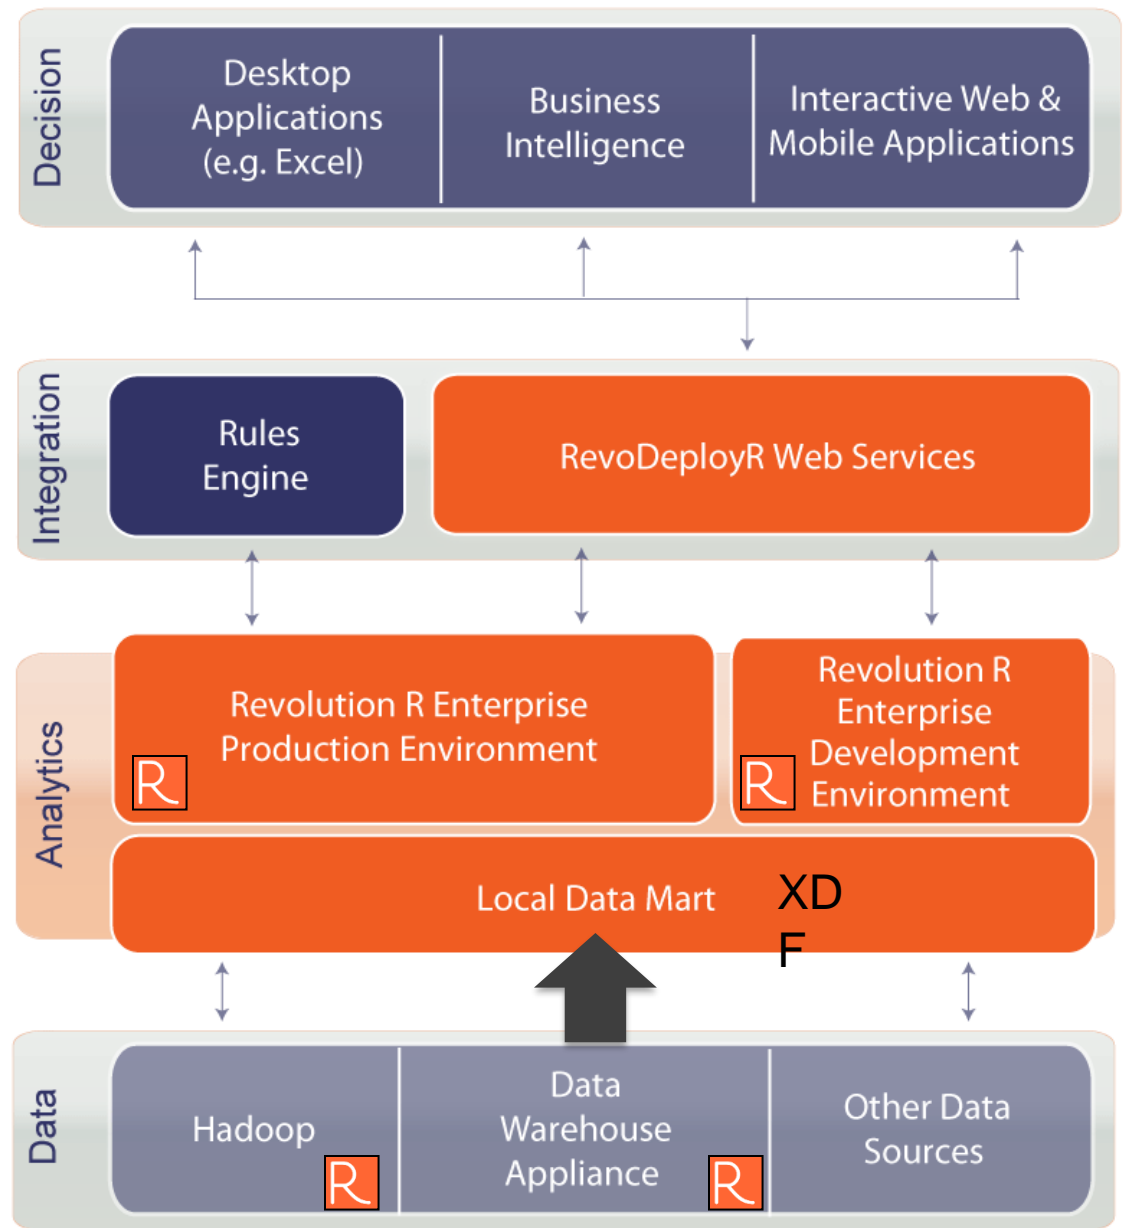 Decision
Desktop
Applications
(e.g. Excel)
Business
Intelligence
Interactive Web &
Mobile Applications
Integration
Rules
Engine
RevoDeployR Web Services
Analytics
Revolution R Enterprise
Production Environment
R
Revolution R
Enterprise
Development
Environment
R
Local Data Mart
XD
F
Data
Hadoop
R
Data
Warehouse
Appliance
R
Other Data
Sources